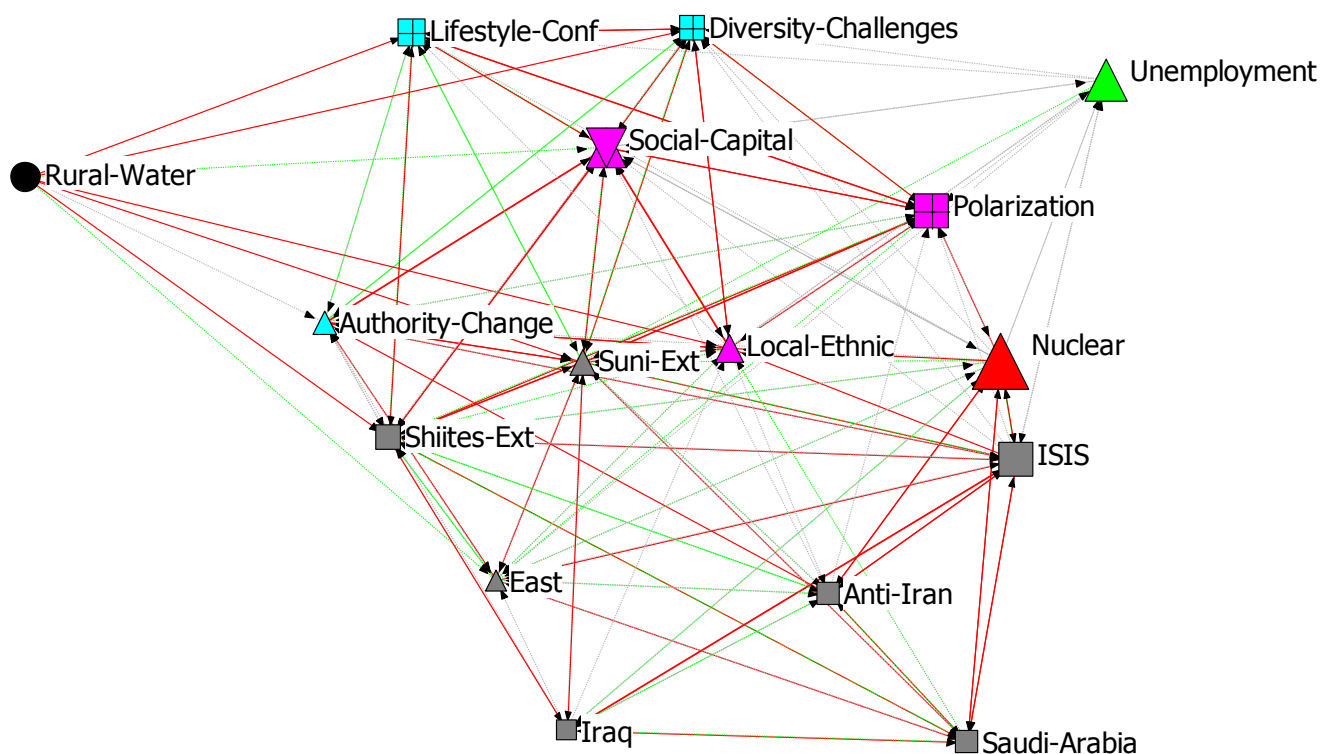 Lifestyle-Conf
Diversity-Challenges
Unemployment
Social-Capital
Rural-Water
Polarization
Authority-Change
Suni-Ext
Local-Ethnic
Nuclear
Shiites-Ext
ISIS
East
Anti-Iran
Iraq
Saudi-Arabia